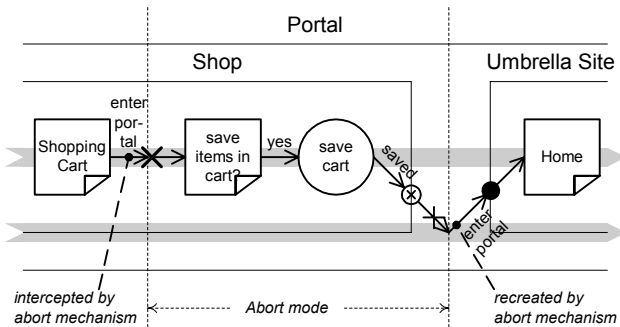 Portal
Shop
Umbrella Site
enter
por-
tal
Shopping
Cart
save
items in
cart?
yes
save
cart
saved
enter
portal
Home
intercepted by
abort mechanism
Abort mode
recreated by
abort mechanism